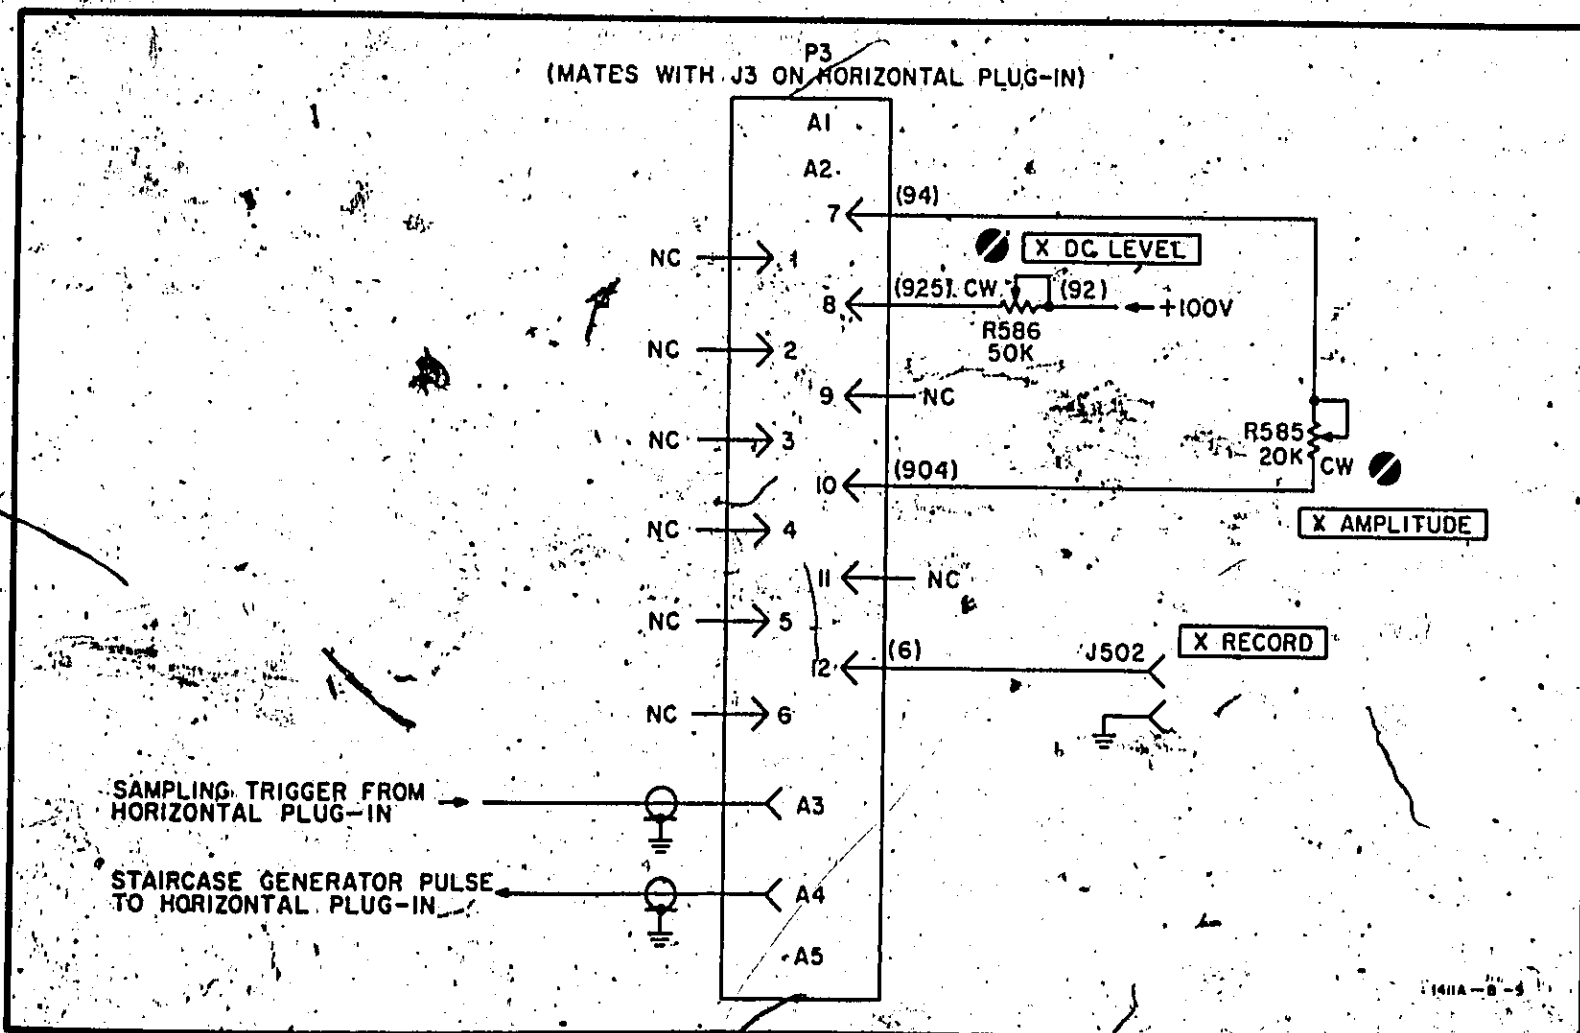 P3
(MATES WITH J3 ON HORIZONTAL PLUG-IN)
A1
A2
7
(94)
X DC LEVEL
NC
1
8
(925)
CW
(92)
+100V
R586
50K
NC
2
9
NC
NC
3
R585
20K
CW
10
(904)
X AMPLITUDE
NC
4
11
NC
NC
5
X RECORD
12
(6)
J502
NC
6
SAMPLING TRIGGER FROM
HORIZONTAL PLUG-IN
A3
STAIRCASE GENERATOR PULSE
TO HORIZONTAL PLUG-IN
A4
A5